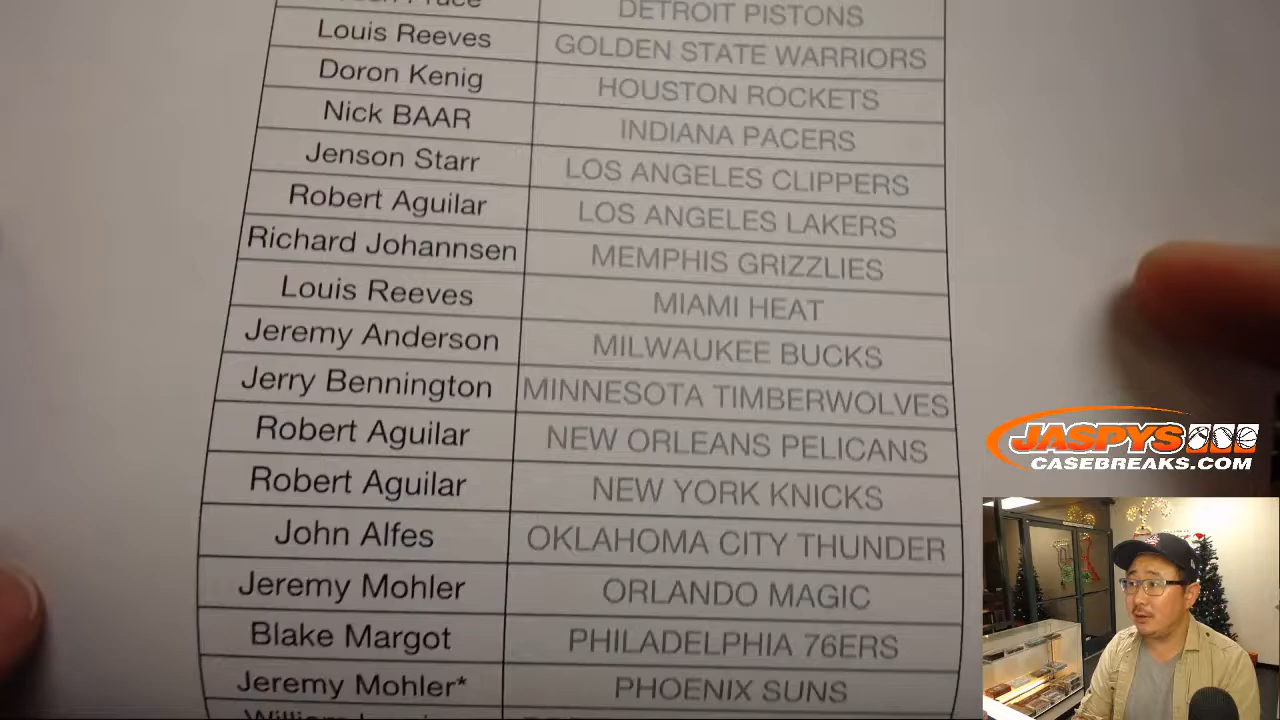 DETROIT PISTONS
Louis Reeves GOLDEN STATE WARRIORS
Doron Kenig HOUSTON ROCKETS
Nick BAAR INDIANA PACERS
Jenson Starr LOS ANGELES CLIPPERS
Robert Aguilar LOS ANGELES LAKERS
Richard Johannsen MEMPHIS GRIZZLIES
Louis Reeves MIAMI HEAT
Jeremy Anderson MILWAUKEE BUCKS
Jerry Bennington MINNESOTA TIMBERWOLVES
Robert Aguilar NEW ORLEANS PELICANS
Robert Aguilar NEW YORK KNICKS
John Alfes OKLAHOMA CITY THUNDER
Jeremy Mohler ORLANDO MAGIC
Blake Margot PHILADELPHIA 76ERS
Jeremy Mohler* PHOENIX SUNS
JASPYS
CASEBREAKS.COM